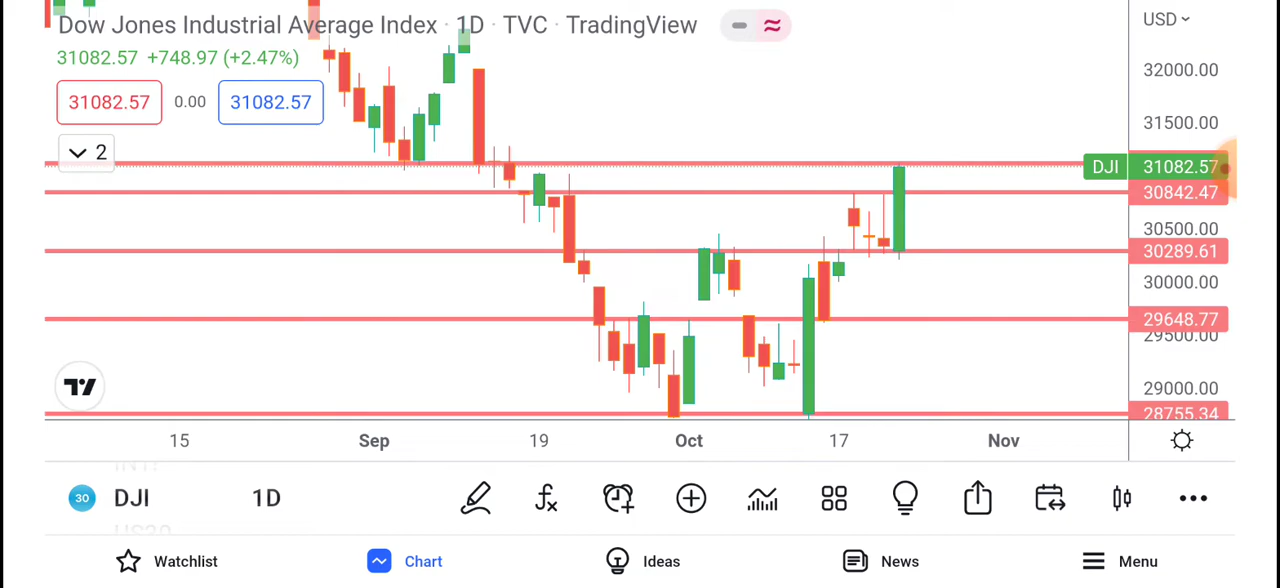 Dow Jones Industrial Average Index · 1D · TVC · TradingView
USD
31082.57 +748.97 (+2.47%)
31082.57 0.00 31082.57
2
32000.00
31500.00
DJI 31082.57
30842.47
30500.00
30289.61
30000.00
29648.77
29500.00
29000.00
28755.34
15 Sep 19 Oct 17 Nov
30 DJI 1D
Watchlist Chart Ideas News Menu